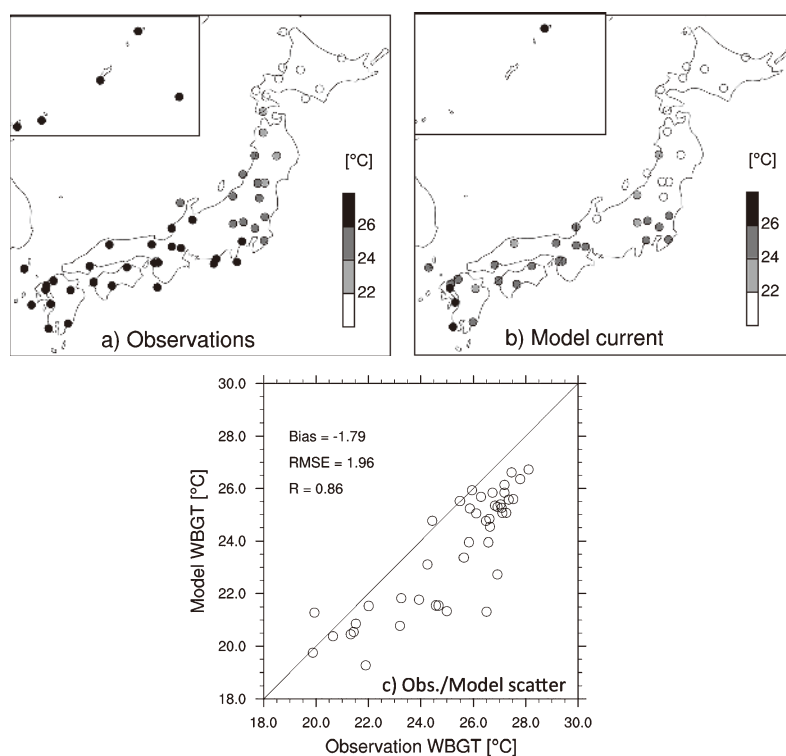 [°C]
26
24
22
a) Observations
[°C]
26
24
22
b) Model current
30.0
28.0
26.0
24.0
22.0
20.0
18.0
Model WBGT [°C]
Bias = -1.79
RMSE = 1.96
R = 0.86
c) Obs./Model scatter
18.0 20.0 22.0 24.0 26.0 28.0 30.0
Observation WBGT [°C]